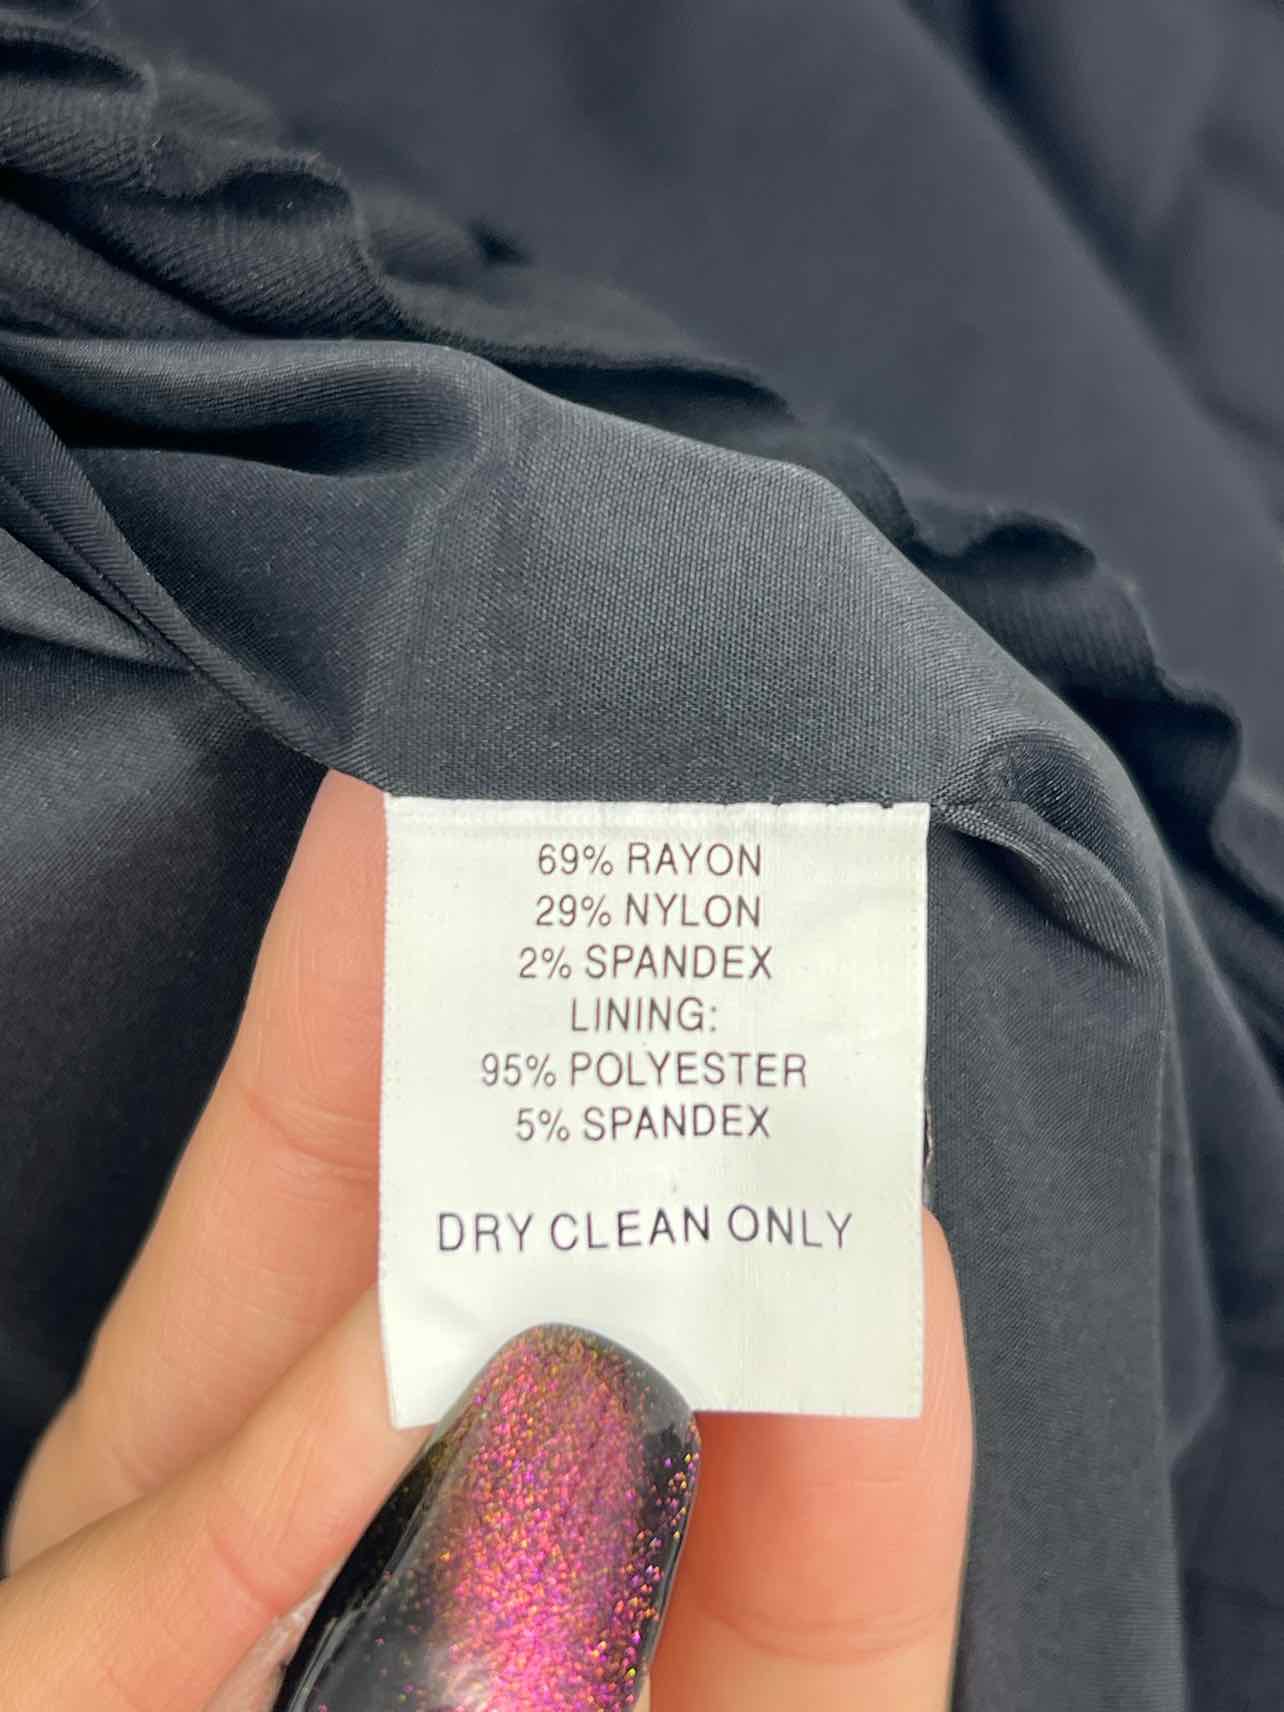 69% RAYON
29% NYLON
2% SPANDEX
LINING:
95% POLYESTER
5% SPANDEX
DRY CLEAN ONLY